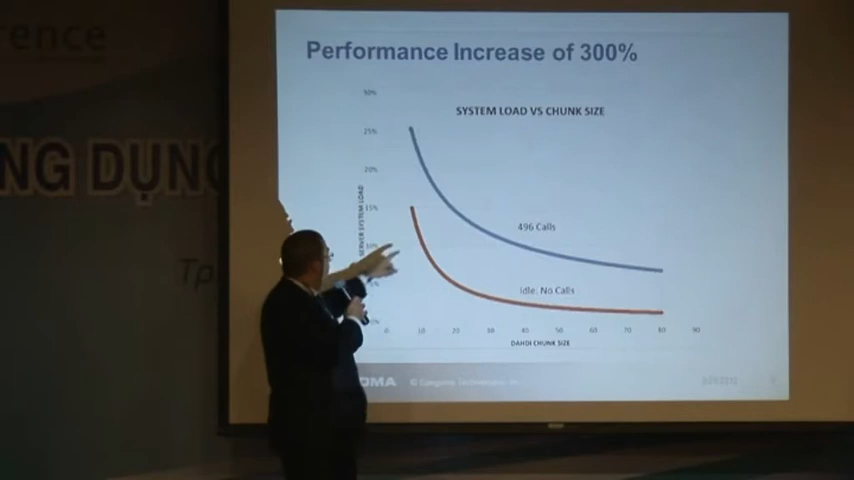 rence
NG DỤNG
Tp.
Performance Increase of 300%
SYSTEM LOAD VS CHUNK SIZE
30%
25%
20%
15%
10%
SERVER SYSTEM LOAD
496 Calls
Idle: No Calls
0 10 20 30 40 50 60 70 80 90
DAHDI CHUNK SIZE
OMA © Sangoma Technologies